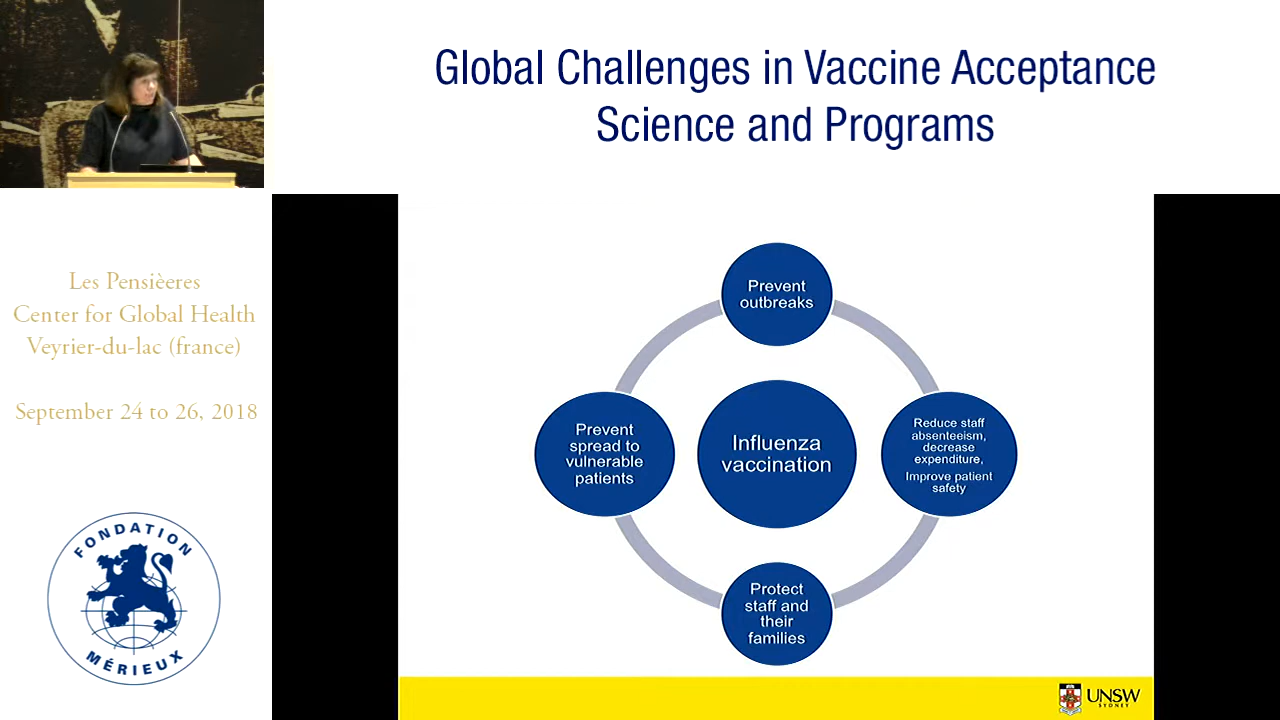 Global Challenges in Vaccine Acceptance
Science and Programs
Les Pensièeres
Center for Global Health
Veyrier-du-lac (france)
September 24 to 26, 2018
FONDATION
MÉRIEUX
Prevent
outbreaks
Reduce staff
absenteeism,
decrease
expenditure,
Improve patient
safety
Protect
staff and
their
families
Prevent
spread to
vulnerable
patients
Influenza
vaccination
UNSW
SYDNEY